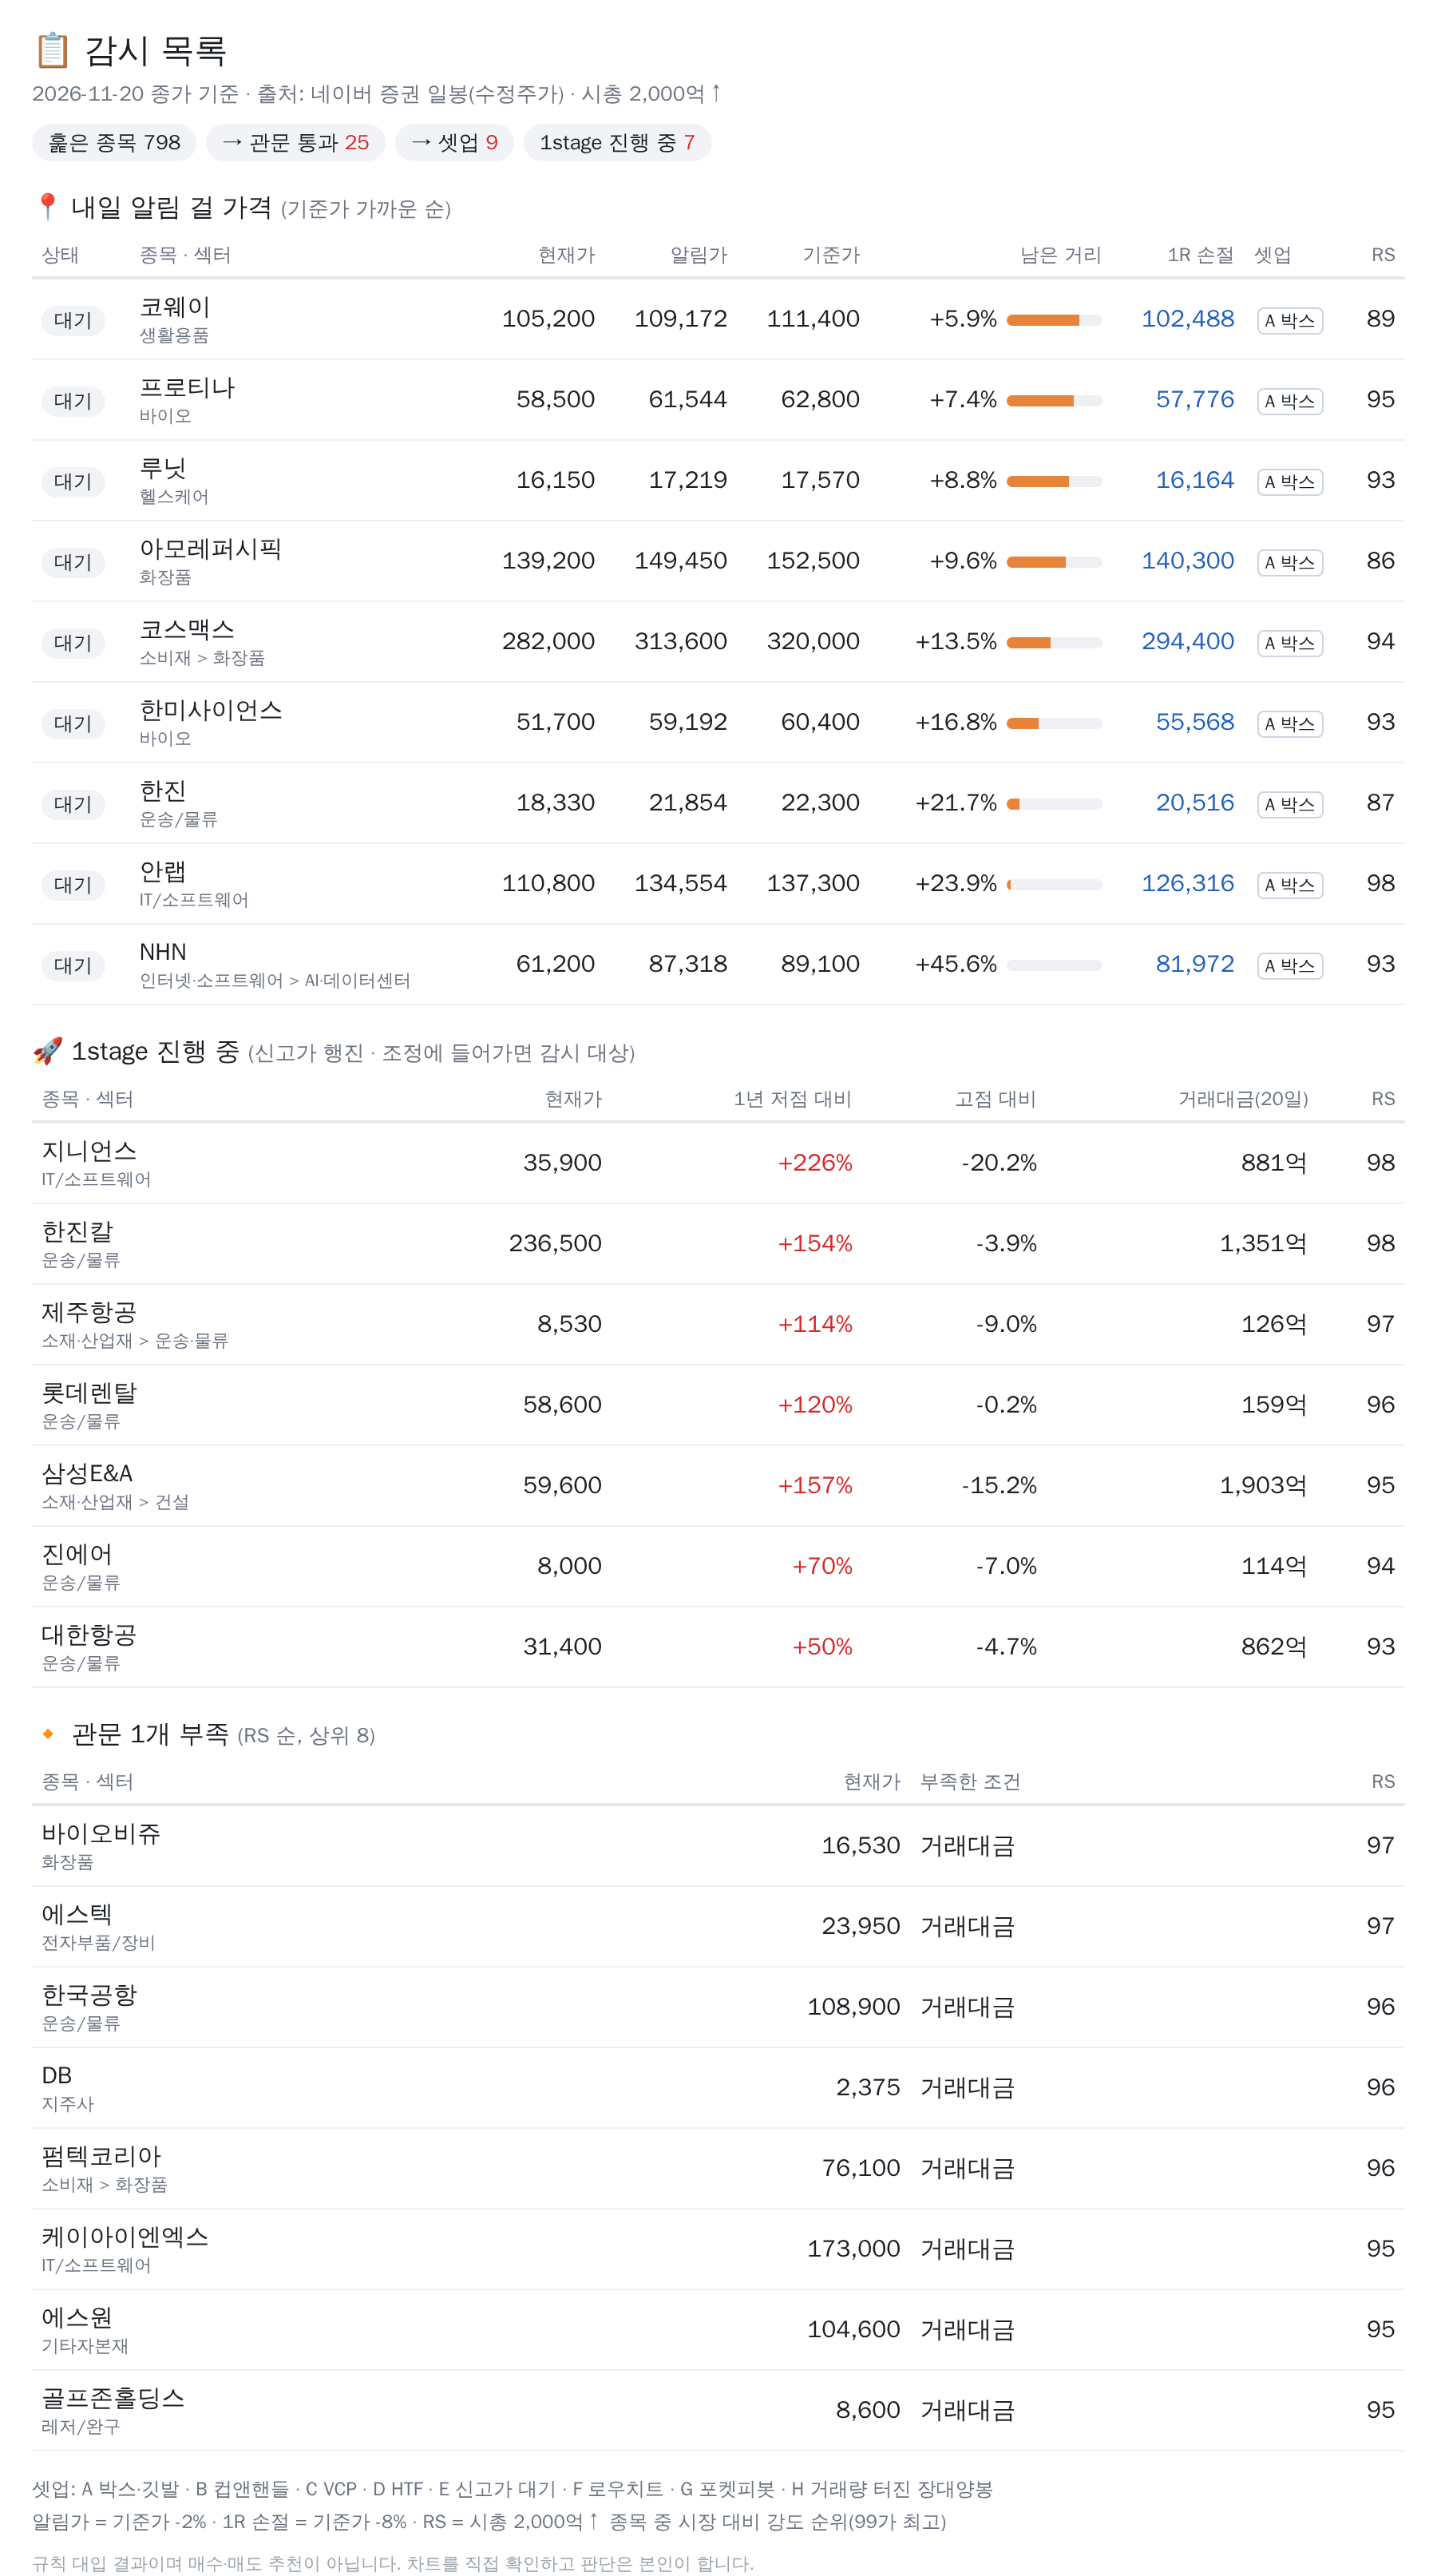 📋 감시 목록
2026-11-20 종가 기준 · 출처: 네이버 증권 일봉(수정주가) · 시총 2,000억↑
훑은 종목 798 → 관문 통과 25 → 셋업 9 1stage 진행 중 7
📍 내일 알림 걸 가격 (기준가 가까운 순)
상태 종목 · 섹터 현재가 알림가 기준가 남은 거리 1R 손절 셋업 RS
대기 코웨이 105,200 109,172 111,400 +5.9% 102,488 A 박스 89
생활용품
대기 프로티나 58,500 61,544 62,800 +7.4% 57,776 A 박스 95
바이오
대기 루닛 16,150 17,219 17,570 +8.8% 16,164 A 박스 93
헬스케어
대기 아모레퍼시픽 139,200 149,450 152,500 +9.6% 140,300 A 박스 86
화장품
대기 코스맥스 282,000 313,600 320,000 +13.5% 294,400 A 박스 94
소비재 > 화장품
대기 한미사이언스 51,700 59,192 60,400 +16.8% 55,568 A 박스 93
바이오
대기 한진 18,330 21,854 22,300 +21.7% 20,516 A 박스 87
운송/물류
대기 안랩 110,800 134,554 137,300 +23.9% 126,316 A 박스 98
IT/소프트웨어
대기 NHN 61,200 87,318 89,100 +45.6% 81,972 A 박스 93
인터넷·소프트웨어 > AI·데이터센터
🚀 1stage 진행 중 (신고가 행진 · 조정에 들어가면 감시 대상)
종목 · 섹터 현재가 1년 저점 대비 고점 대비 거래대금(20일) RS
지니언스 35,900 +226% -20.2% 881억 98
IT/소프트웨어
한진칼 236,500 +154% -3.9% 1,351억 98
운송/물류
제주항공 8,530 +114% -9.0% 126억 97
소재·산업재 > 운송·물류
롯데렌탈 58,600 +120% -0.2% 159억 96
운송/물류
삼성E&A 59,600 +157% -15.2% 1,903억 95
소재·산업재 > 건설
진에어 8,000 +70% -7.0% 114억 94
운송/물류
대한항공 31,400 +50% -4.7% 862억 93
운송/물류
🔸 관문 1개 부족 (RS 순, 상위 8)
종목 · 섹터 현재가 부족한 조건 RS
바이오비쥬 16,530 거래대금 97
화장품
에스텍 23,950 거래대금 97
전자부품/장비
한국공항 108,900 거래대금 96
운송/물류
DB 2,375 거래대금 96
지주사
펌텍코리아 76,100 거래대금 96
소비재 > 화장품
케이아이엔엑스 173,000 거래대금 95
IT/소프트웨어
에스원 104,600 거래대금 95
기타자본재
골프존홀딩스 8,600 거래대금 95
레저/완구
셋업: A 박스·깃발 · B 컵앤핸들 · C VCP · D HTF · E 신고가 대기 · F 로우치트 · G 포켓피봇 · H 거래량 터진 장대양봉
알림가 = 기준가 -2% · 1R 손절 = 기준가 -8% · RS = 시총 2,000억↑ 종목 중 시장 대비 강도 순위(99가 최고)
규칙 대입 결과이며 매수·매도 추천이 아닙니다. 차트를 직접 확인하고 판단은 본인이 합니다.